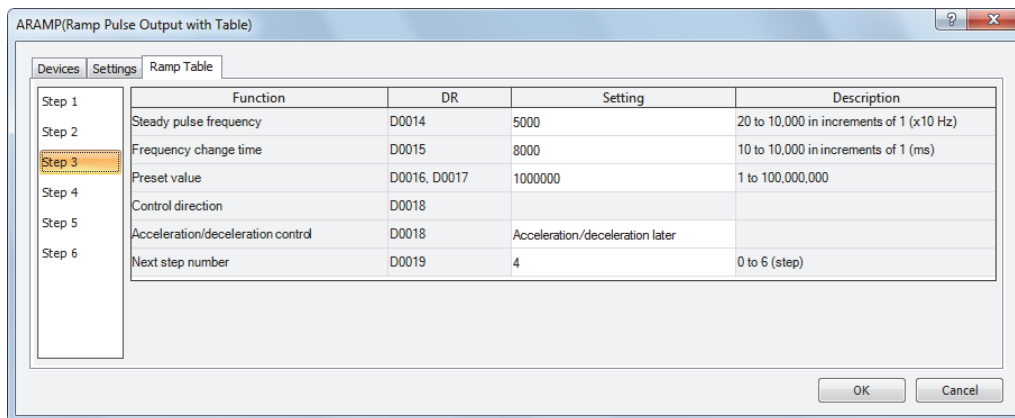 ARAMP(Ramp Pulse Output with Table)
? X
Devices Settings Ramp Table
Step 1
Step 2
Step 3
Step 4
Step 5
Step 6
Function DR Setting Description
Steady pulse frequency D0014 5000 20 to 10,000 in increments of 1 (x10 Hz)
Frequency change time D0015 8000 10 to 10,000 in increments of 1 (ms)
Preset value D0016, D0017 1000000 1 to 100,000,000
Control direction D0018
Acceleration/deceleration control D0018 Acceleration/deceleration later
Next step number D0019 4 0 to 6 (step)
OK Cancel